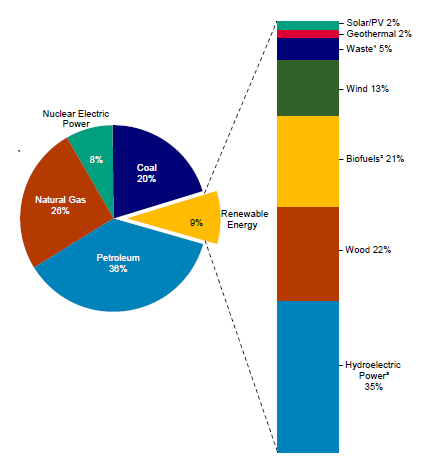 Solar/PV 2%
Geothermal 2%
Waste¹ 5%
Wind 13%
Biofuels² 21%
Wood 22%
Hydroelectric
Power³
35%
Nuclear Electric
Power
8%
Coal
20%
Natural Gas
26%
Renewable
Energy
9%
Petroleum
36%